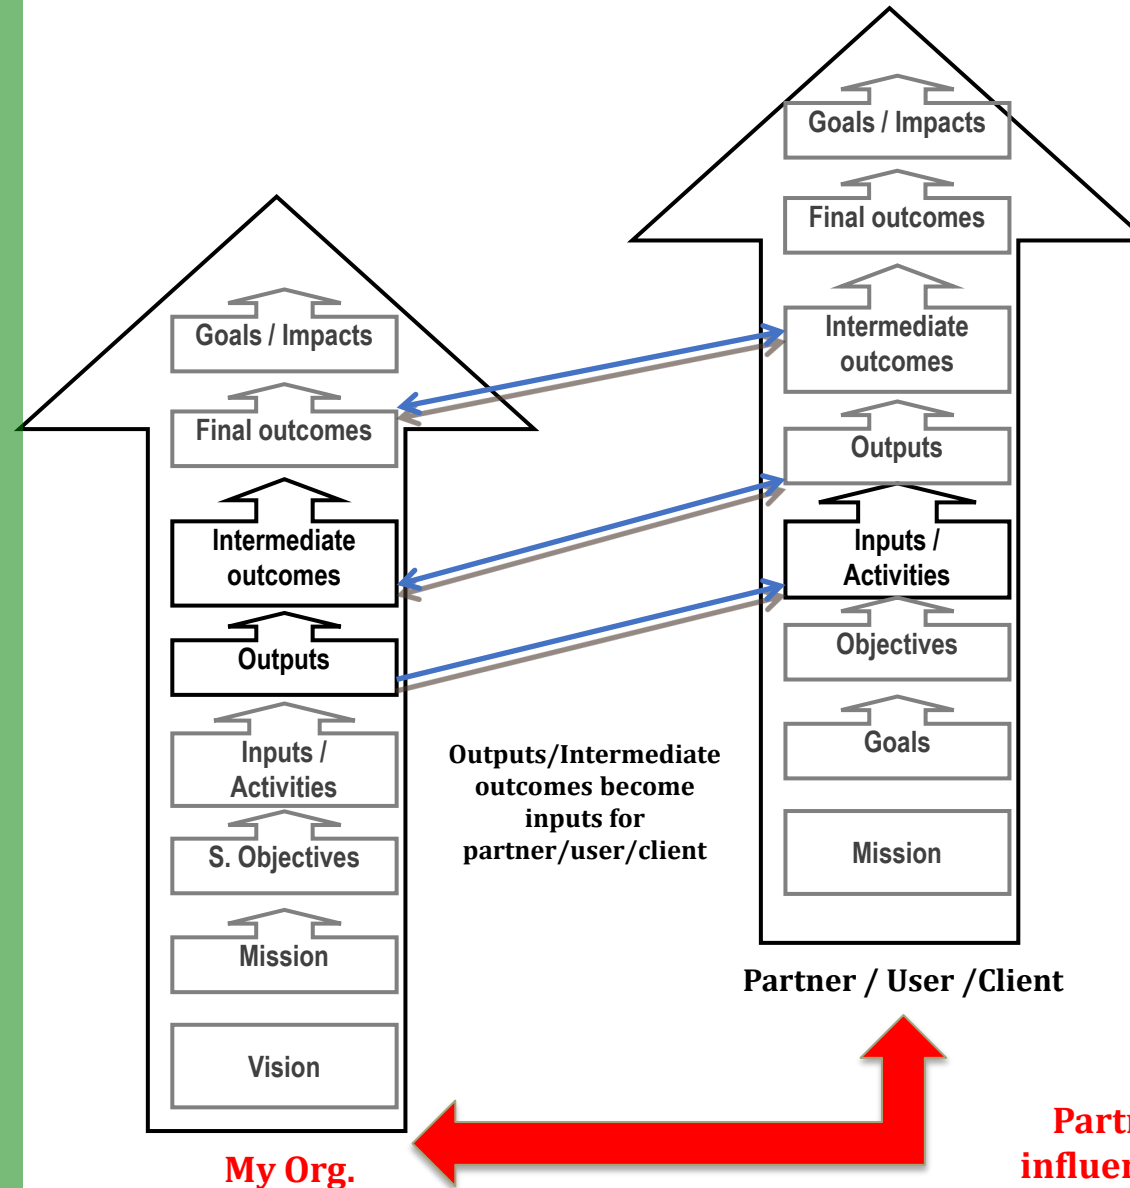 Goals / Impacts
Final outcomes
Intermediate
outcomes
Outputs
Inputs /
Activities
S. Objectives
Mission
Vision
My Org.
Outputs/Intermediate
outcomes become
inputs for
partner/user/client
Goals / Impacts
Final outcomes
Intermediate
outcomes
Outputs
Inputs /
Activities
Objectives
Goals
Mission
Partner / User /Client